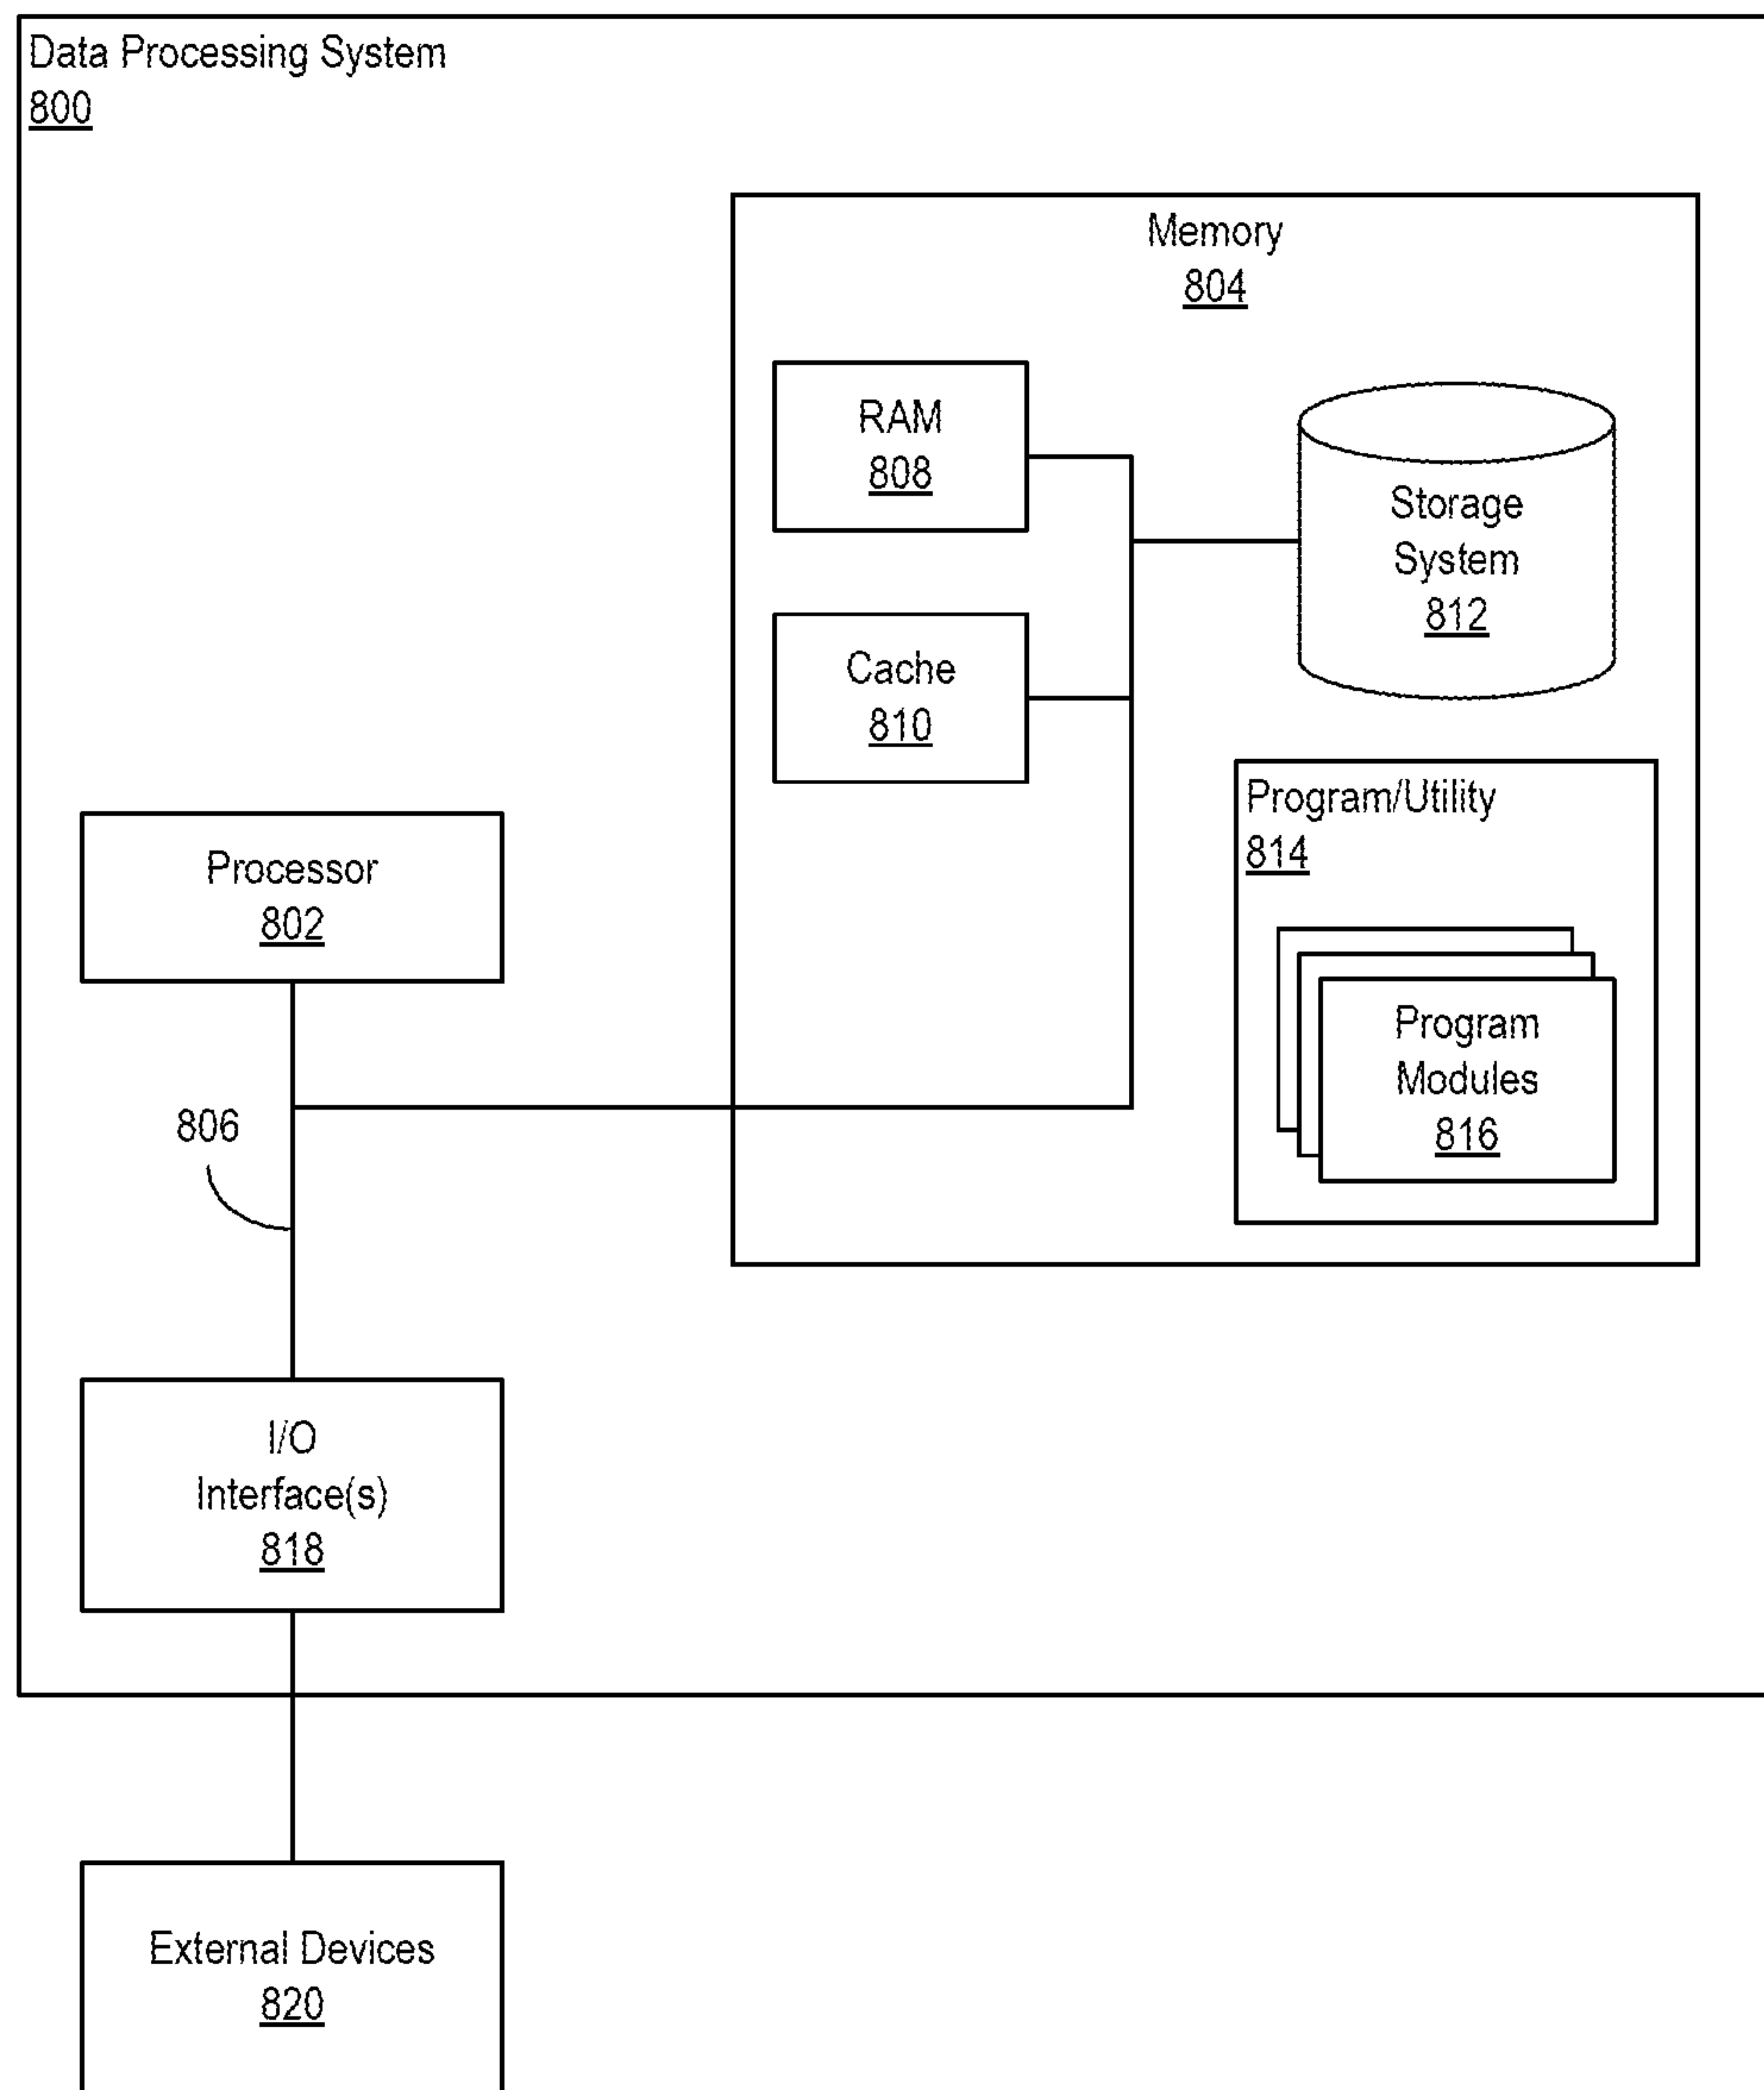 Data Processing System
800
Memory
804
RAM
808
Storage
System
812
Cache
810
Program/Utility
814
Processor
802
Program
Modules
816
806
I/O
Interface(s)
818
External Devices
820